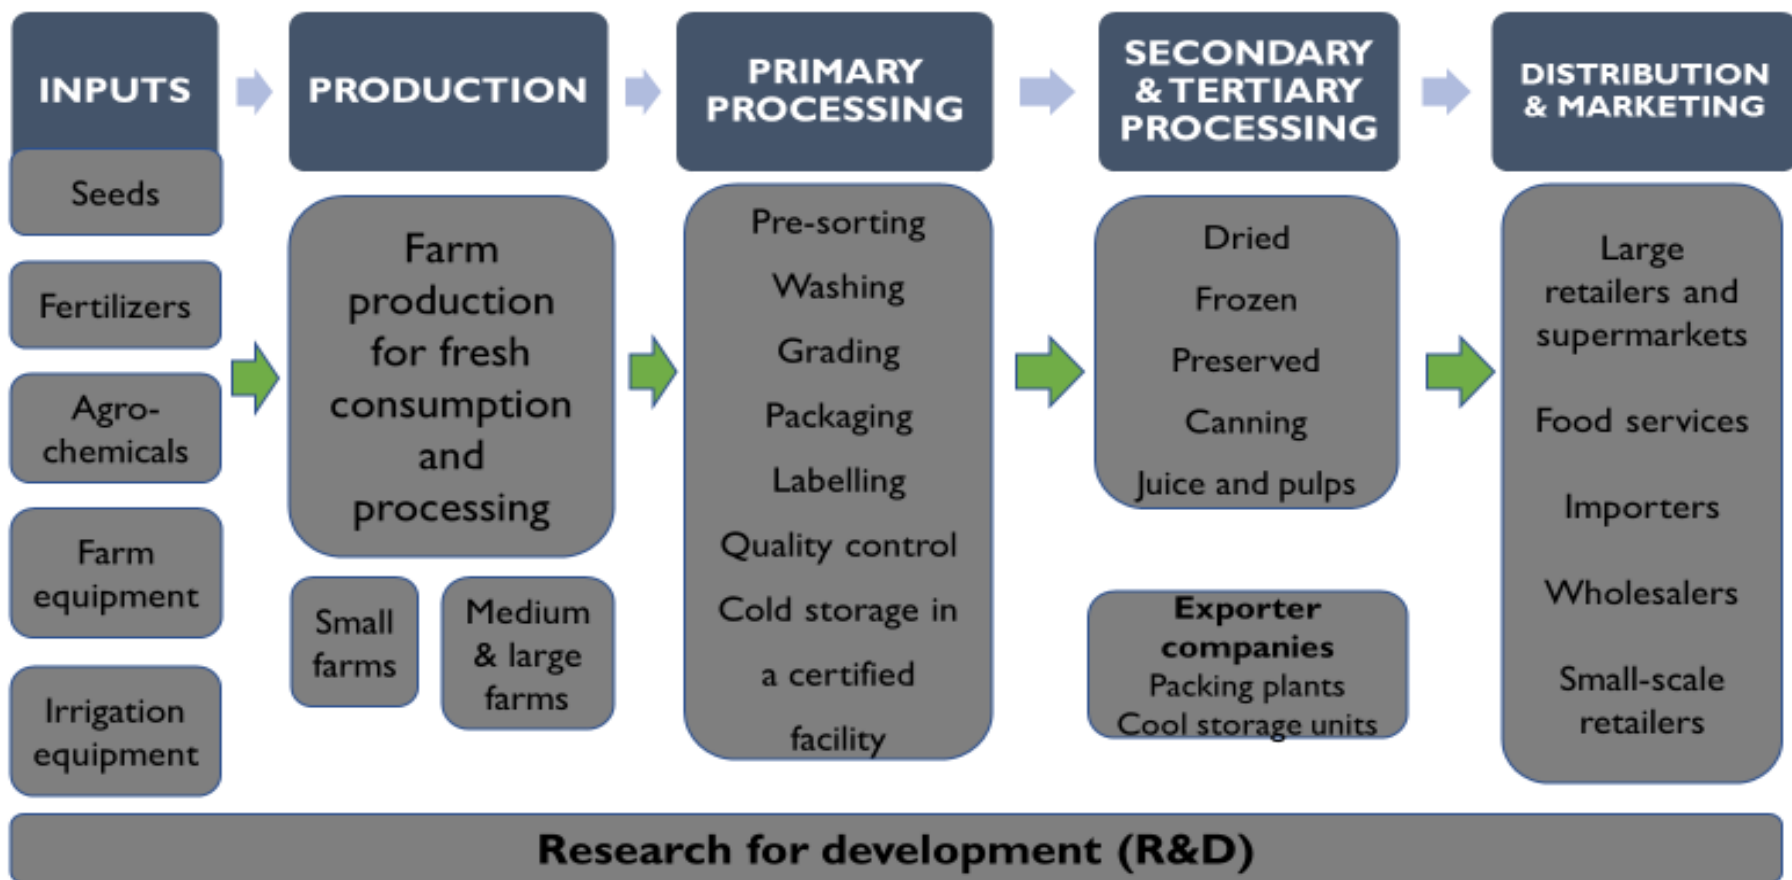 INPUTS
Seeds
Fertilizers
Agro-
chemicals
Farm
equipment
Irrigation
equipment
PRODUCTION
Farm
production
for fresh
consumption
and
processing
Small
farms
Medium
& large
farms
PRIMARY
PROCESSING
Pre-sorting
Washing
Grading
Packaging
Labelling
Quality control
Cold storage in
a certified
facility
SECONDARY
& TERTIARY
PROCESSING
Dried
Frozen
Preserved
Canning
Juice and pulps
Exporter
companies
Packing plants
Cool storage units
DISTRIBUTION
& MARKETING
Large
retailers and
supermarkets
Food services
Importers
Wholesalers
Small-scale
retailers
Research for development (R&D)